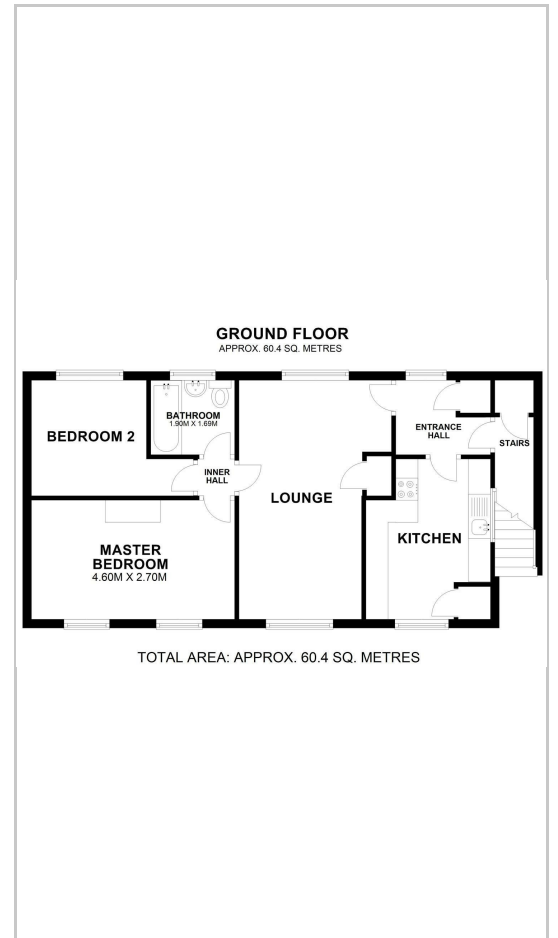 GROUND FLOOR
APPROX. 60.4 SQ. METRES
BATHROOM
1.90M X 1.69M
BEDROOM 2
ENTRANCE
HALL
STAIRS
INNER
HALL
LOUNGE
KITCHEN
MASTER
BEDROOM
4.60M X 2.70M
TOTAL AREA: APPROX. 60.4 SQ. METRES